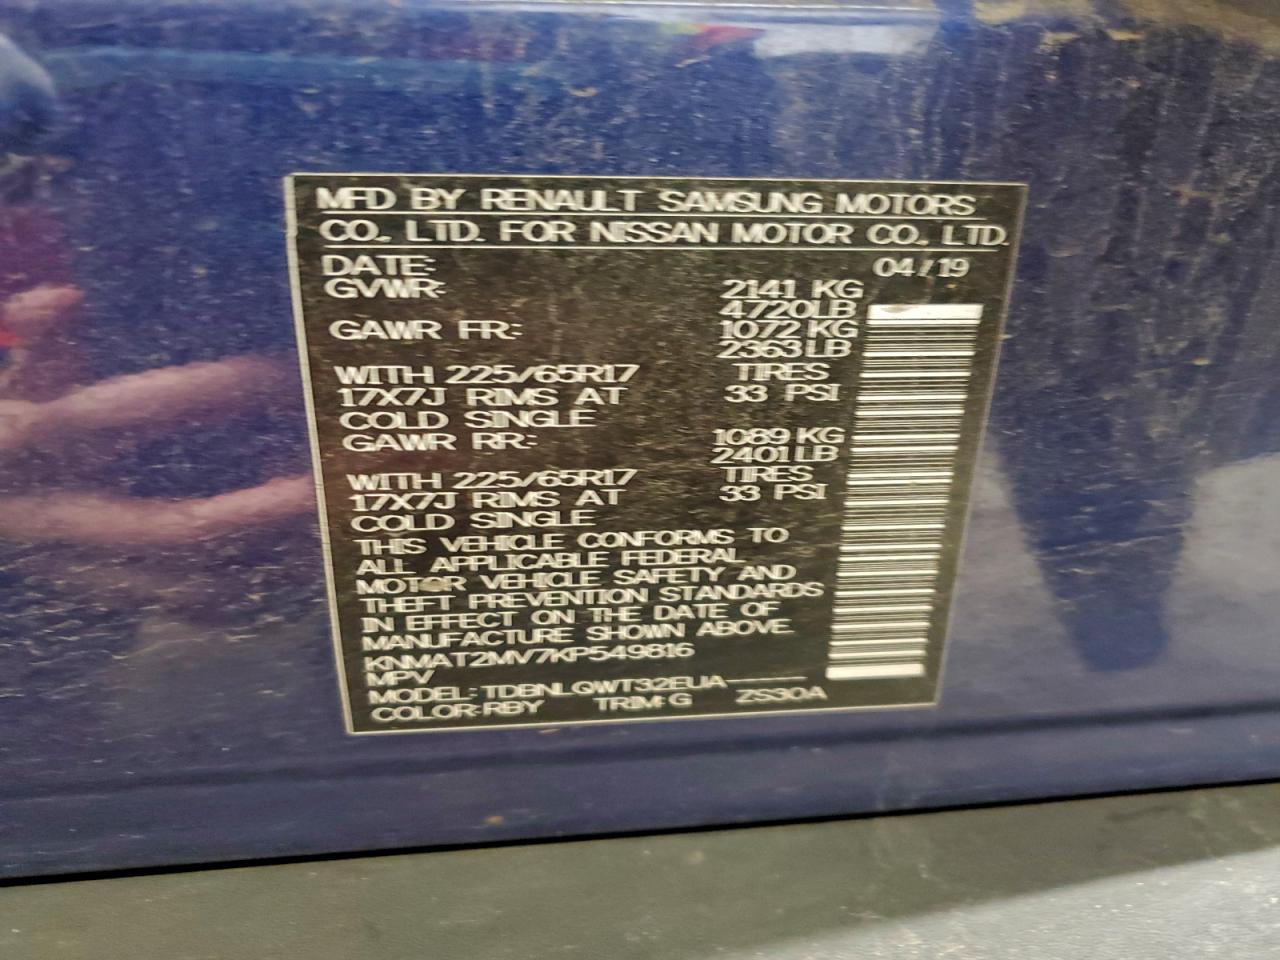 MFD BY RENAULT SAMSUNG MOTORS
CO., LTD. FOR NISSAN MOTOR CO., LTD.
DATE: 04/19
GVWR: 2141 KG
4720LB
GAWR FR: 1072 KG
2363LB
WITH 225/65R17 TIRES
17X7J RIMS AT 33 PSI
COLD SINGLE
GAWR RR: 1089 KG
2401LB
WITH 225/65R17 TIRES
17X7J RIMS AT 33 PSI
COLD SINGLE
THIS VEHICLE CONFORMS TO
ALL APPLICABLE FEDERAL
MOTOR VEHICLE SAFETY AND
THEFT PREVENTION STANDARDS
IN EFFECT ON THE DATE OF
MANUFACTURE SHOWN ABOVE.
KNMAT2MV7KP549816
MPV
MODEL: TDBNLQWT32EUA-----
COLOR:RBY TRIM:G ZS30A